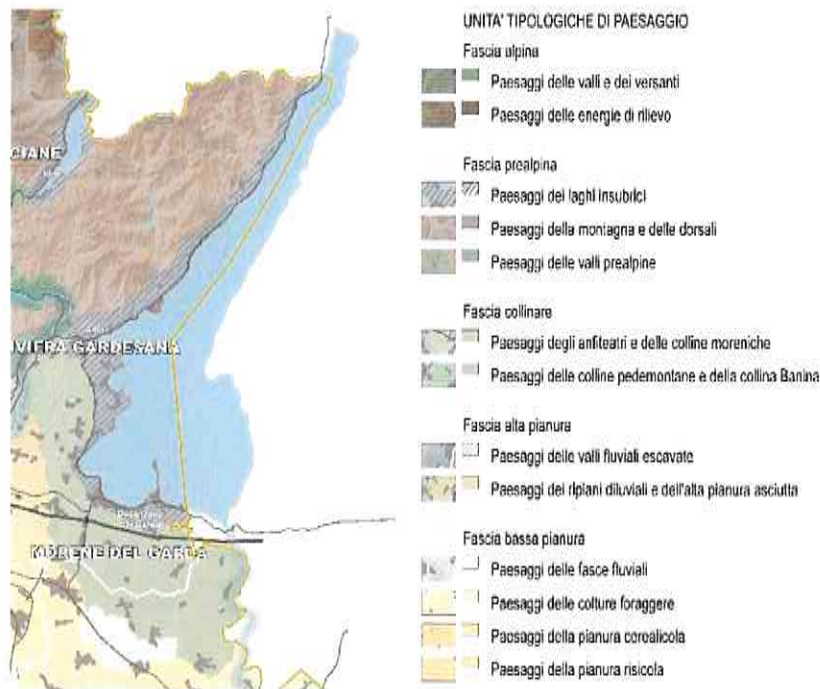 CIANE
IVIERA GARDESANA
MORENE DEL GARDA
UNITA' TIPOLOGICHE DI PAESAGGIO
Fascia alpina
Paesaggi delle valli e dei versanti
Paesaggi delle energie di rilievo
Fascia prealpina
Paesaggi dei laghi insubrici
Paesaggi della montagna e delle dorsali
Paesaggi delle valli prealpine
Fascia collinare
Paesaggi degli anfiteatri e delle colline moreniche
Paesaggi delle colline pedemontane e della collina Banina
Fascia alta pianura
Paesaggi delle valli fluviali escavate
Paesaggi dei ripiani diluviali e dell'alta pianura asciutta
Fascia bassa pianura
Paesaggi delle fasce fluviali
Paesaggi delle colture foraggere
Paesaggi della pianura cerealicola
Paesaggi della pianura risicola